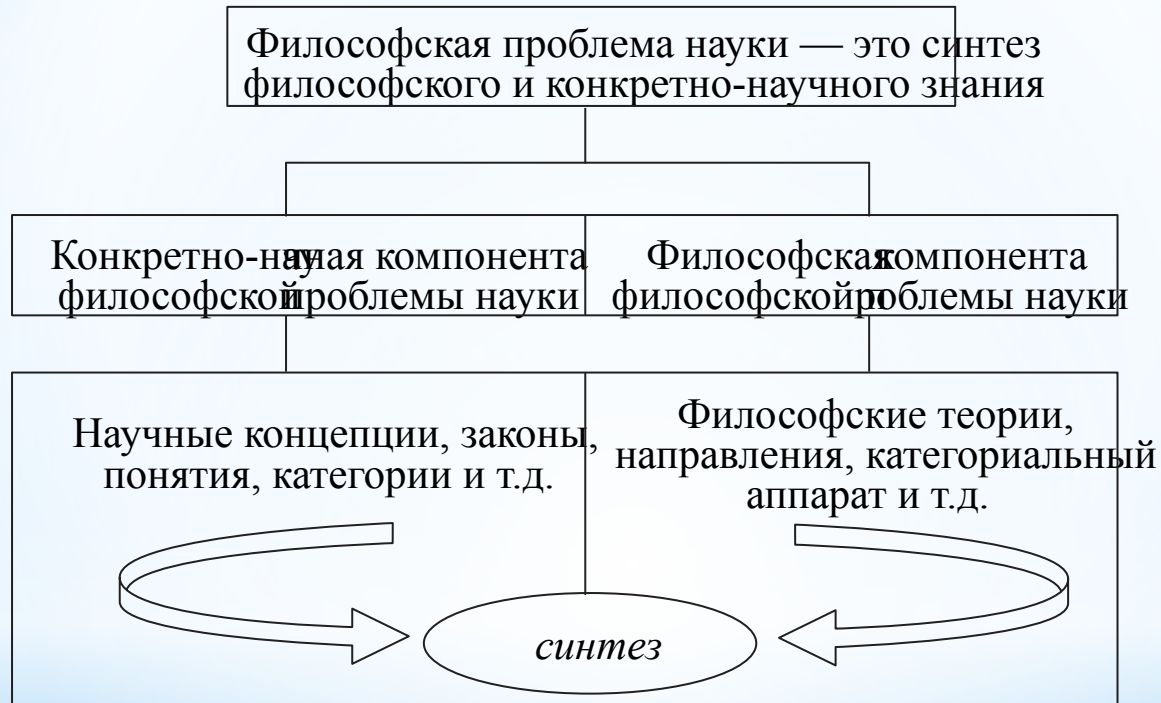 Философская проблема науки — это синтез
философского и конкретно-научного знания
Конкретно-научная компонента
философской проблемы науки
Философская компонента
философской проблемы науки
Научные концепции, законы,
понятия, категории и т.д.
Философские теории,
направления, категориальный
аппарат и т.д.
синтез